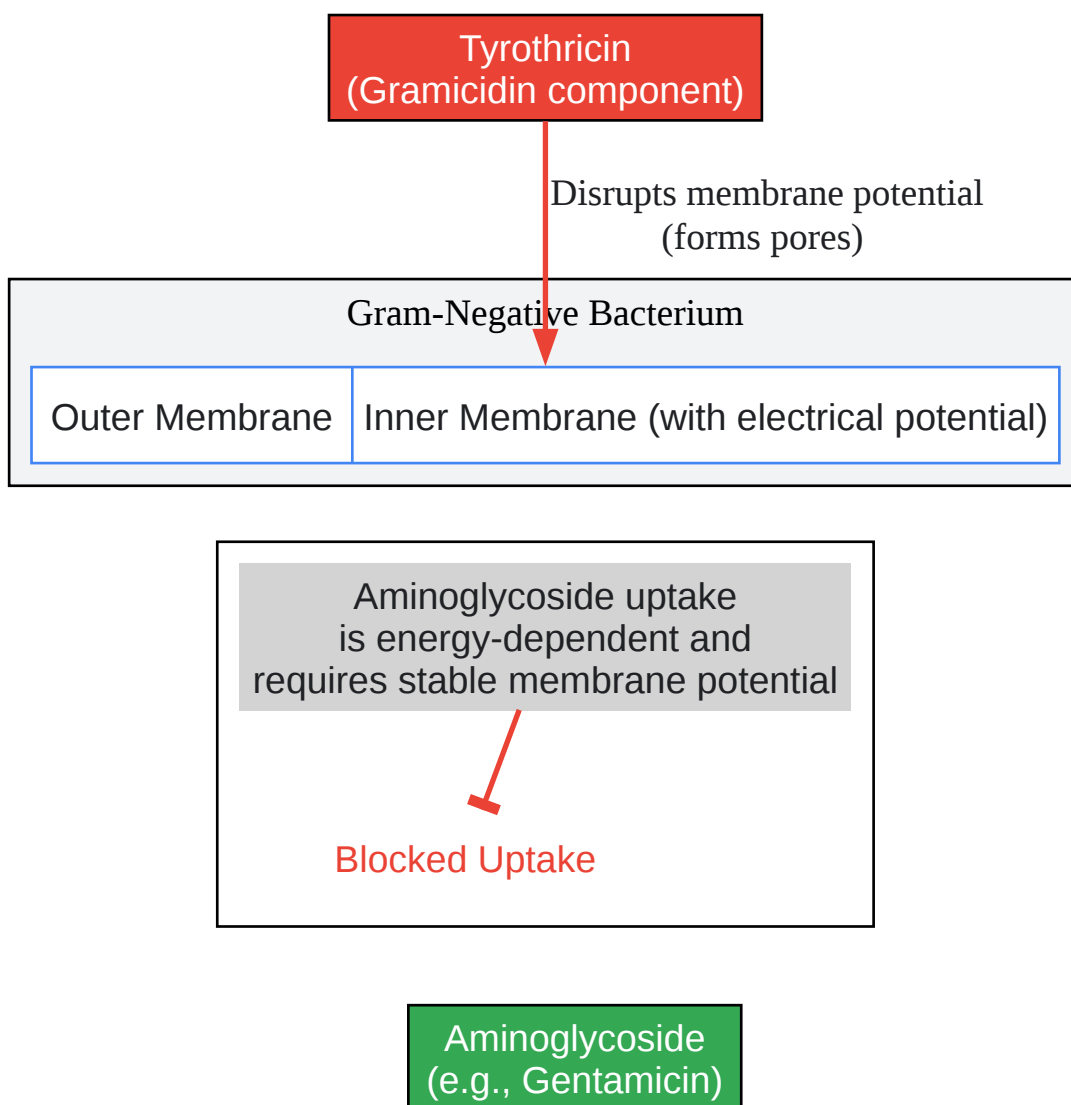 Tyrothricin
(Gramicidin component)
Disrupts membrane potential
(forms pores)
Gram-Negative Bacterium
Outer Membrane
Inner Membrane (with electrical potential)
Aminoglycoside uptake
is energy-dependent and
requires stable membrane potential
Blocked Uptake
Aminoglycoside
(e.g., Gentamicin)